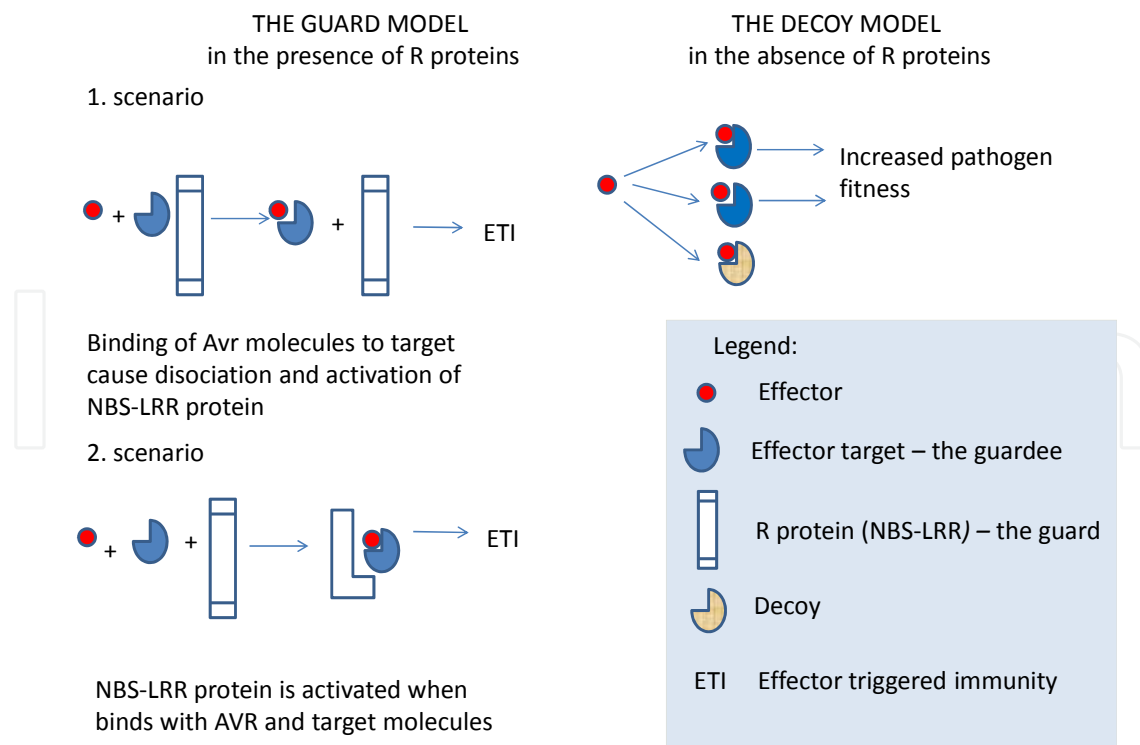 THE GUARD MODEL
in the presence of R proteins
1. scenario
+
+
ETI
Binding of Avr molecules to target
cause disociation and activation of
NBS-LRR protein
2. scenario
+
+
ETI
NBS-LRR protein is activated when
binds with AVR and target molecules
THE DECOY MODEL
in the absence of R proteins
Increased pathogen
fitness
Legend:
Effector
Effector target – the guardee
R protein (NBS-LRR) – the guard
Decoy
ETI Effector triggered immunity